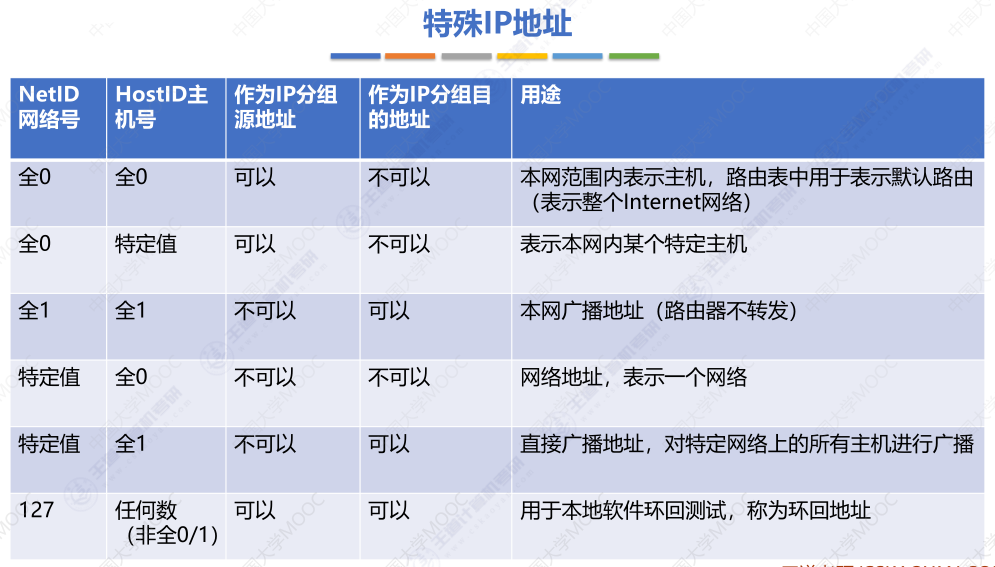 特殊IP地址
NetID 网络号
HostID主机号
作为IP分组源地址
作为IP分组目的地址
用途
全0
全0
可以
不可以
本网范围内表示主机，路由表中用于表示默认路由
（表示整个Internet网络）
全0
特定值
可以
不可以
表示本网内某个特定主机
全1
全1
不可以
可以
本网广播地址（路由器不转发）
特定值
全0
不可以
不可以
网络地址，表示一个网络
特定值
全1
不可以
可以
直接广播地址，对特定网络上的所有主机进行广播
127
任何数
（非全0/1）
可以
可以
用于本地软件环回测试，称为环回地址